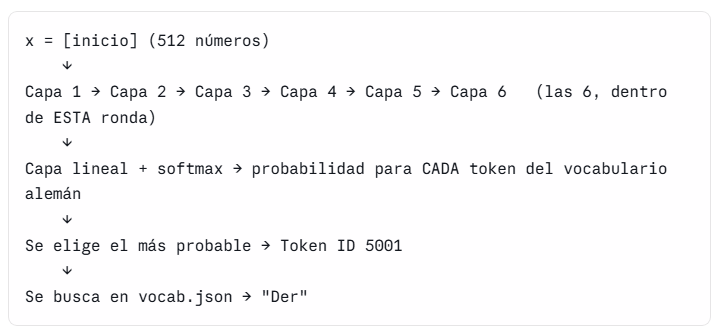 x = [inicio] (512 números)
↓
Capa 1 → Capa 2 → Capa 3 → Capa 4 → Capa 5 → Capa 6   (las 6, dentro
de ESTA ronda)
↓
Capa lineal + softmax → probabilidad para CADA token del vocabulario
alemán
↓
Se elige el más probable → Token ID 5001
↓
Se busca en vocab.json → "Der"